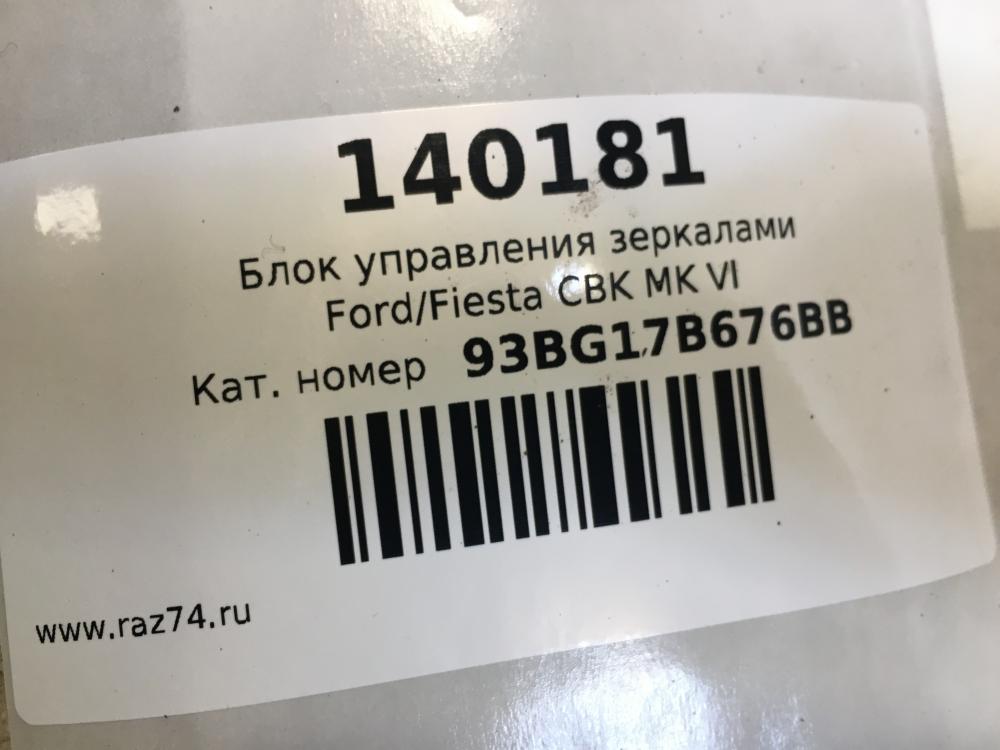 140181
Блок управления зеркалами
Ford/Fiesta CBK MK VI
Кат. номер 93BG17B676BB
www.raz74.ru